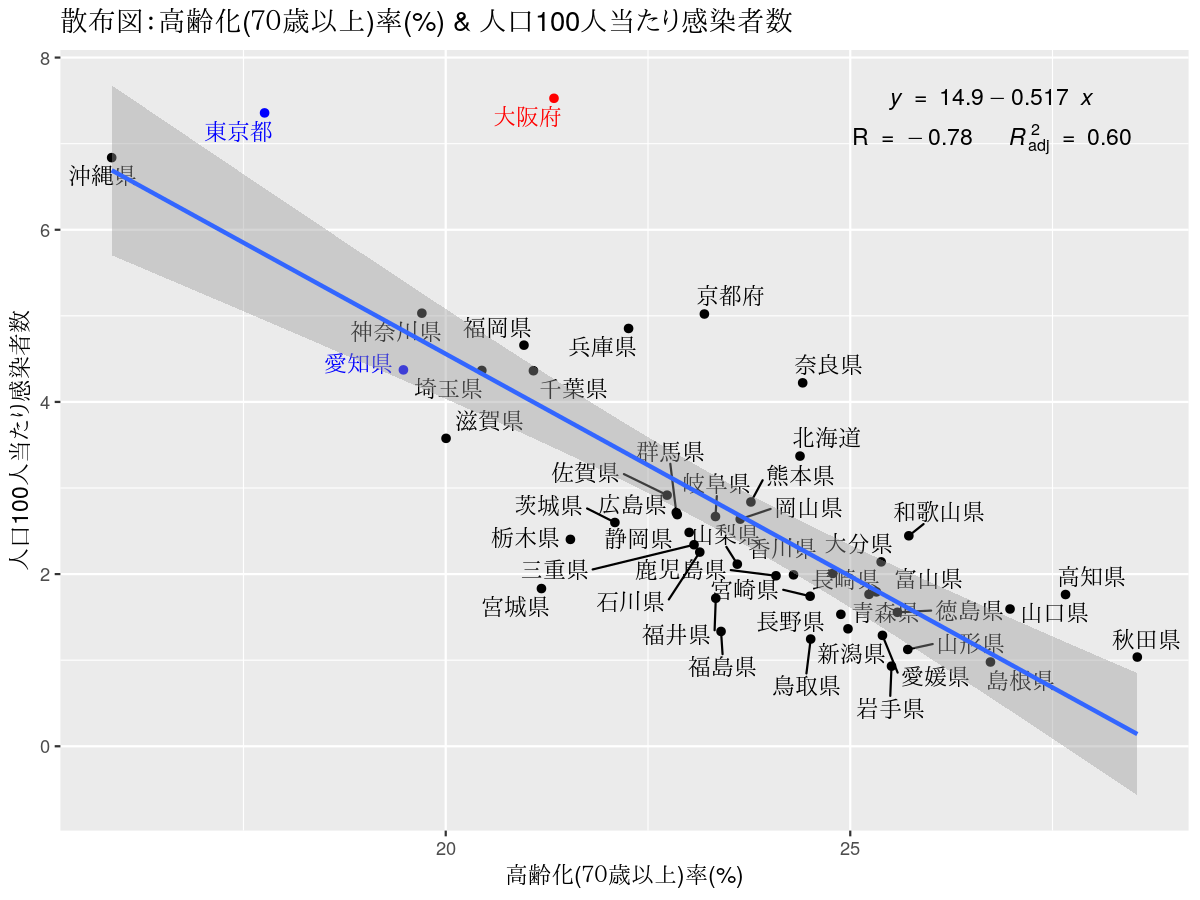 散布図:高齢化(70歳以上)率(%) & 人口100人当たり感染者数
8
y = 14.9 − 0.517 x
大阪府
東京都
R = − 0.78 R²adj = 0.60
沖縄県
6
京都府
神奈川県
福岡県
兵庫県
愛知県
奈良県
埼玉県
千葉県
4
滋賀県
北海道
群馬県
佐賀県
岐阜県
熊本県
茨城県
広島県
岡山県
和歌山県
栃木県
静岡県
山梨県
香川県
大分県
三重県
鹿児島県
2
長崎県
富山県
高知県
宮城県
石川県
宮崎県
青森県
徳島県
山口県
福井県
長野県
山形県
秋田県
新潟県
福島県
愛媛県
島根県
鳥取県
岩手県
0
20
25
高齢化(70歳以上)率(%)
人口100人当たり感染者数